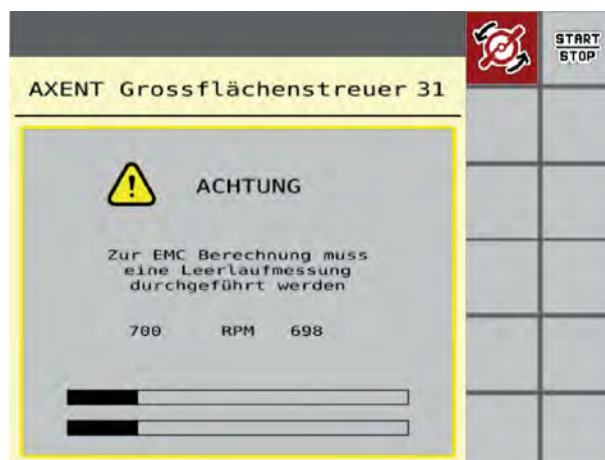 START
STOP
AXENT Grossflächenstreuer 31
ACHTUNG
Zur EMC Berechnung muss
eine Leerlaufmessung
durchgeführt werden
700 RPM 698